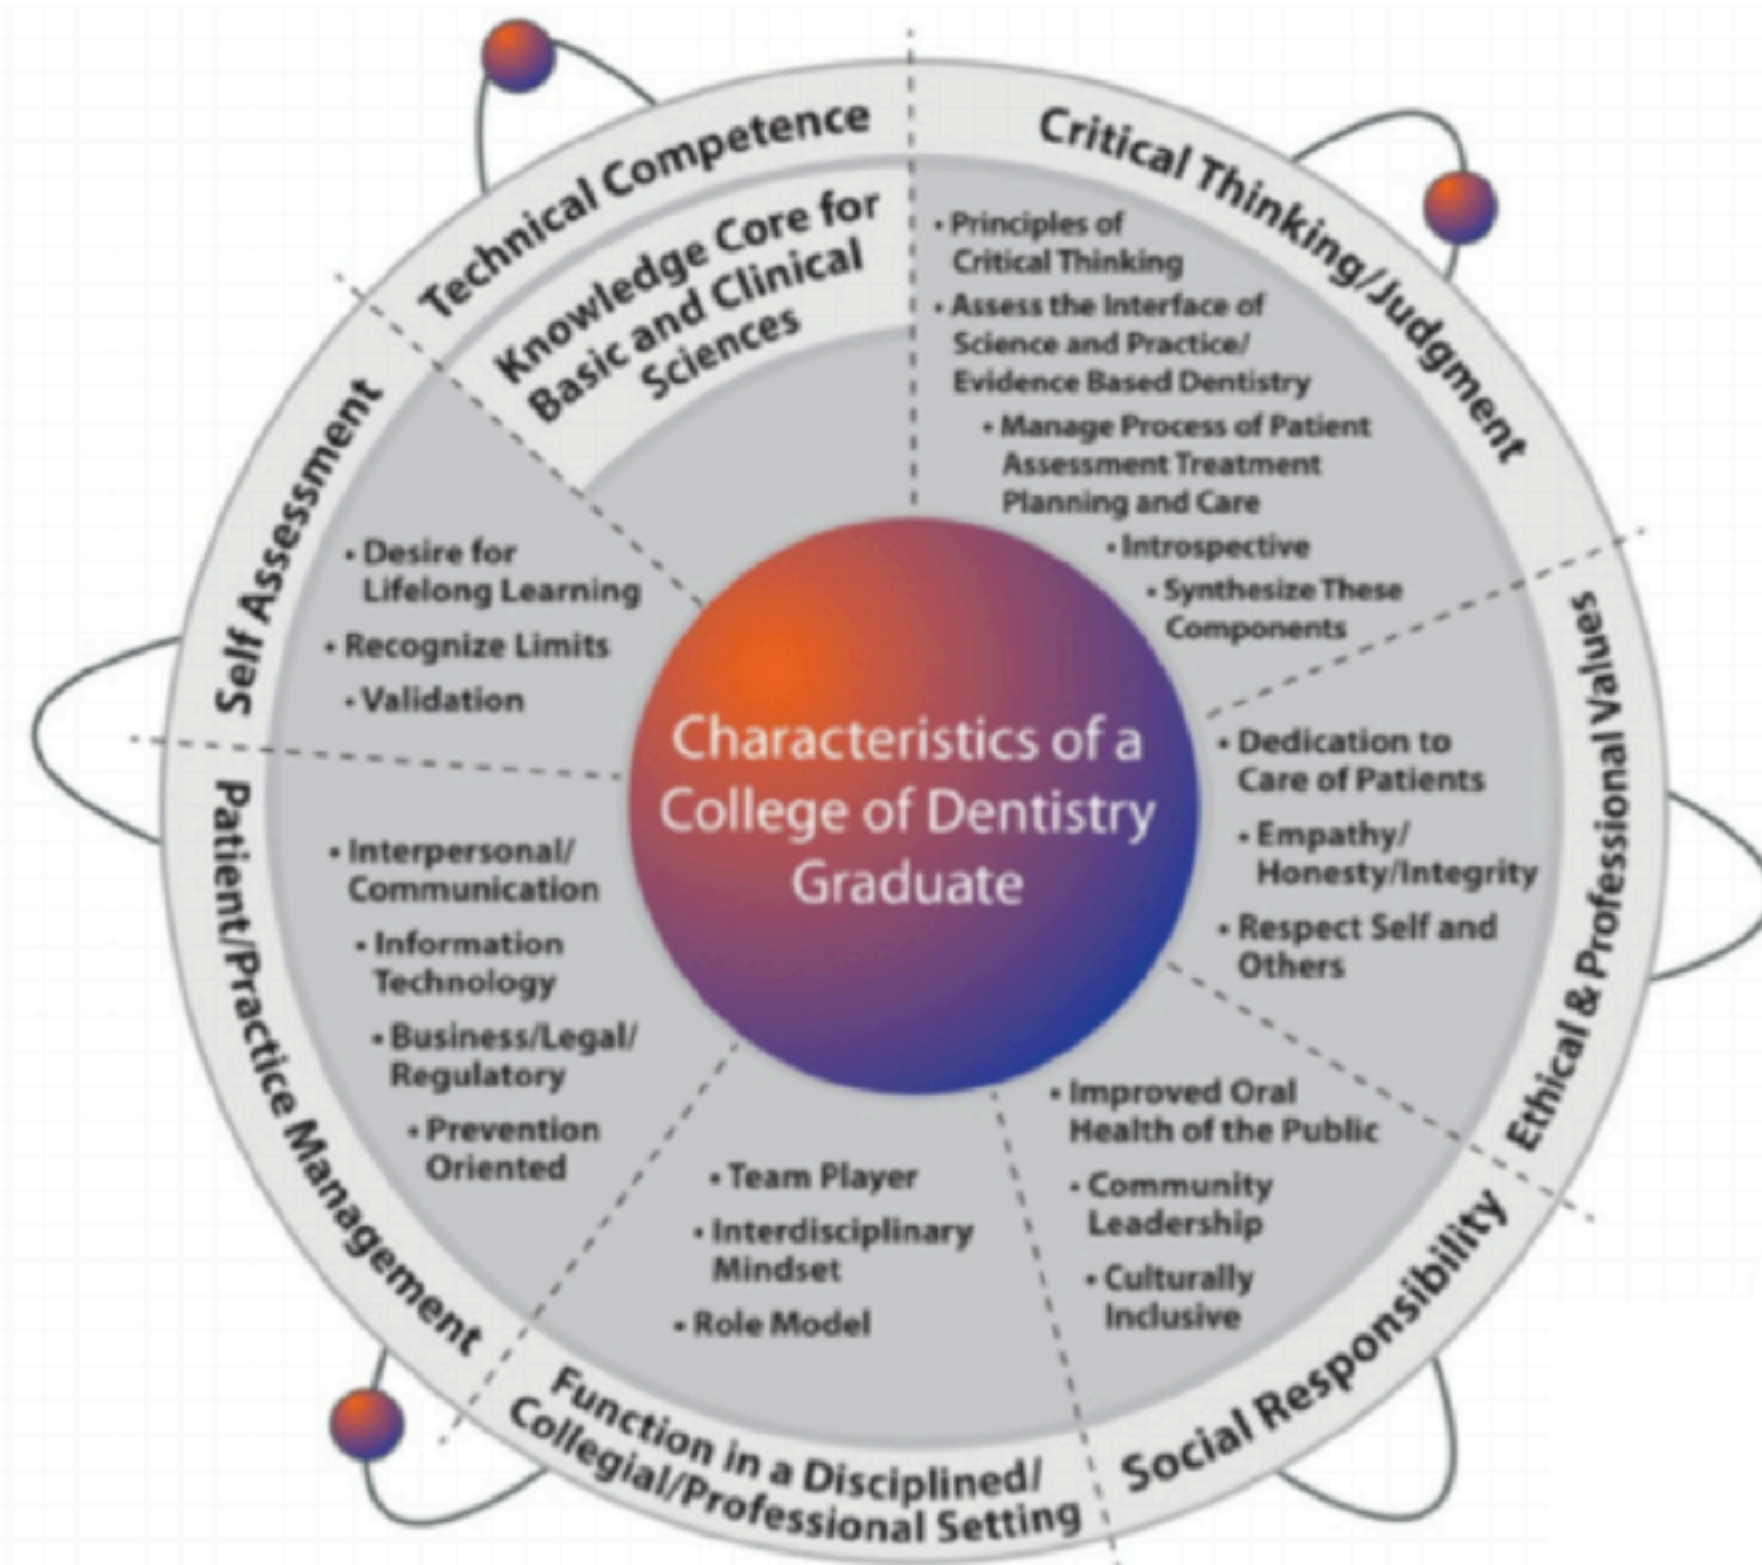 Technical Competence
Knowledge Core for
Basic and Clinical
Sciences
Critical Thinking/Judgment
• Principles of
Critical Thinking
• Assess the Interface of
Science and Practice/
Evidence Based Dentistry
• Manage Process of Patient
Assessment Treatment
Planning and Care
• Introspective
• Synthesize These
Components
Ethical & Professional Values
• Dedication to
Care of Patients
• Empathy/
Honesty/Integrity
• Respect Self and
Others
Social Responsibility
• Improved Oral
Health of the Public
• Community
Leadership
• Culturally
Inclusive
Function in a Disciplined/
Collegial/Professional Setting
• Team Player
• Interdisciplinary
Mindset
• Role Model
Patient/Practice Management
• Interpersonal/
Communication
• Information
Technology
• Business/Legal/
Regulatory
• Prevention
Oriented
Self Assessment
• Desire for
Lifelong Learning
• Recognize Limits
• Validation
Characteristics of a
College of Dentistry
Graduate